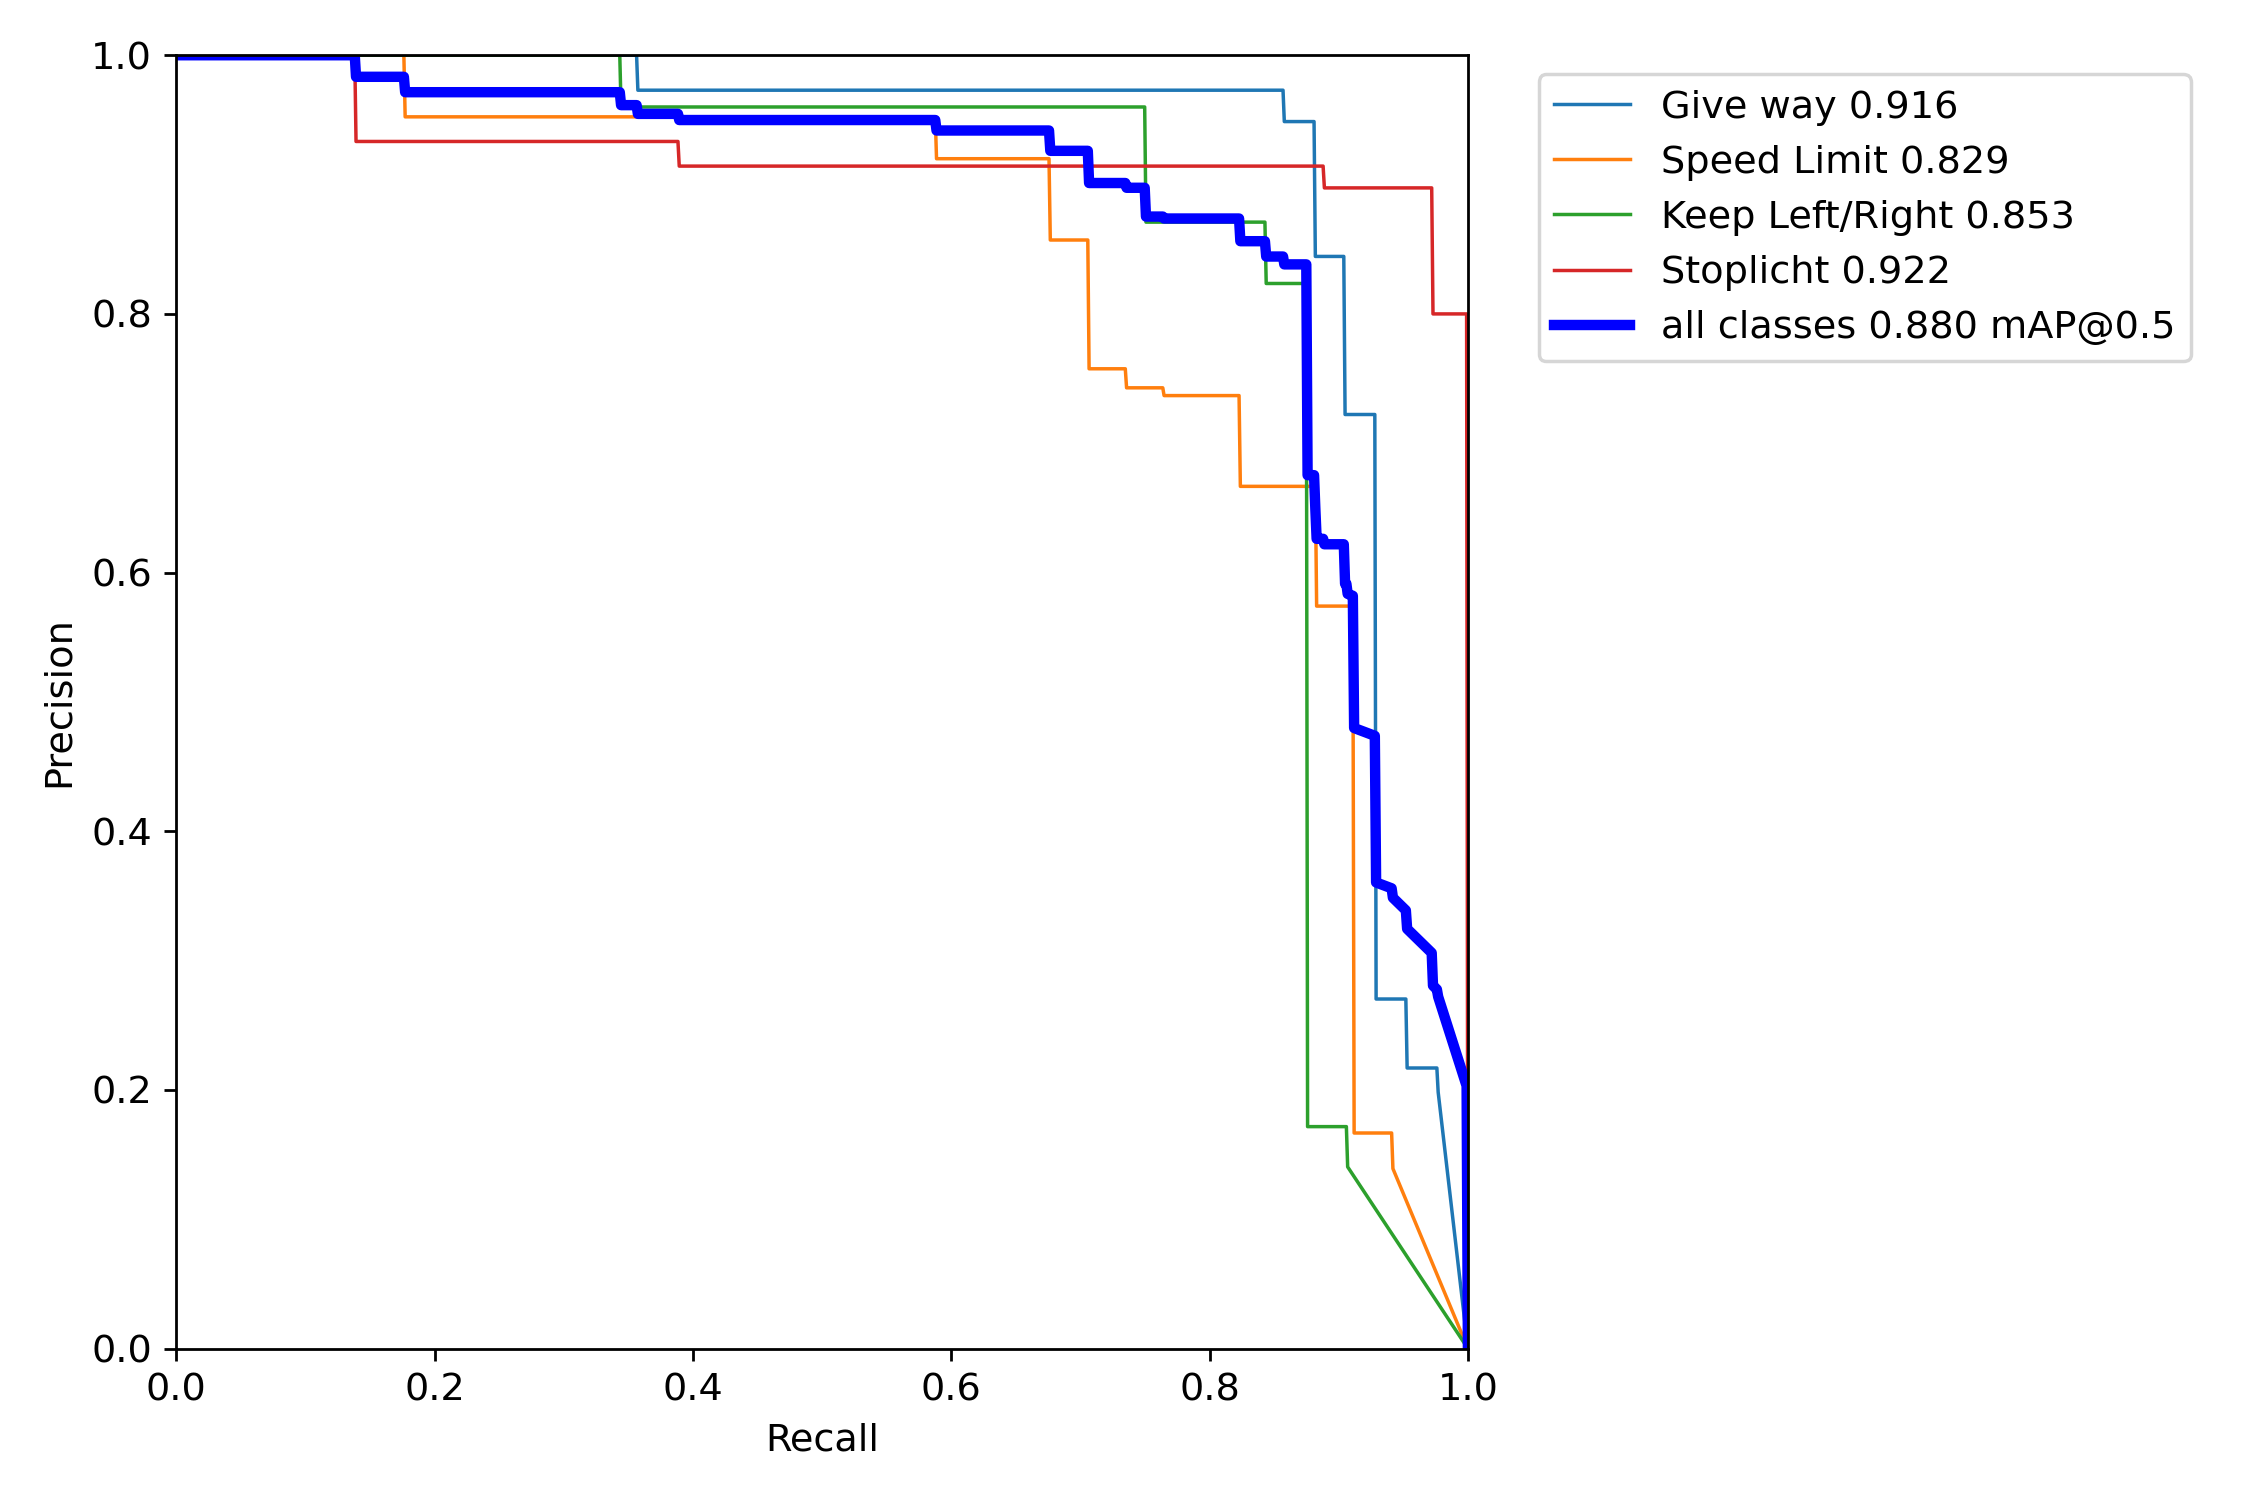 1.0
0.8
0.6
0.4
0.2
0.0
Precision
0.0 0.2 0.4 0.6 0.8 1.0
Recall
Give way 0.916
Speed Limit 0.829
Keep Left/Right 0.853
Stoplicht 0.922
all classes 0.880 mAP@0.5